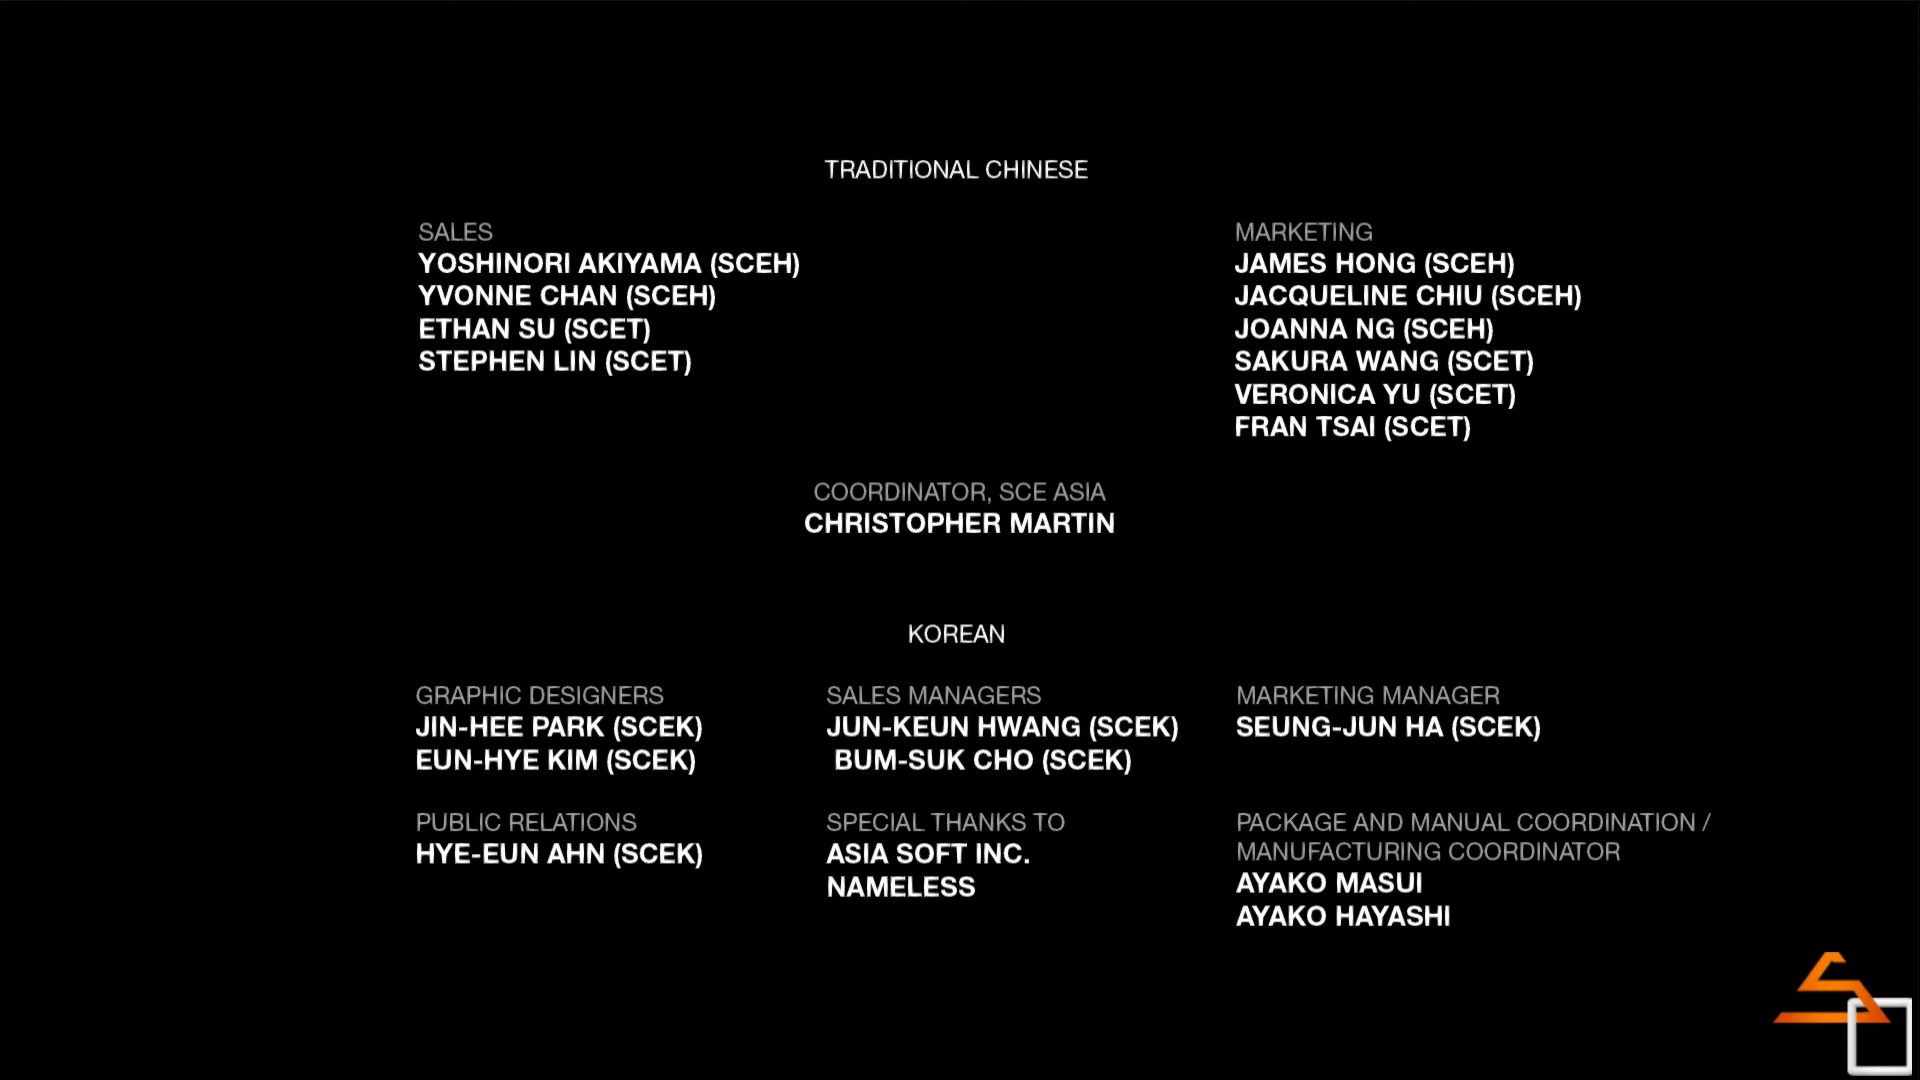 TRADITIONAL CHINESE
SALES
YOSHINORI AKIYAMA (SCEH)
YVONNE CHAN (SCEH)
ETHAN SU (SCET)
STEPHEN LIN (SCET)
MARKETING
JAMES HONG (SCEH)
JACQUELINE CHIU (SCEH)
JOANNA NG (SCEH)
SAKURA WANG (SCET)
VERONICA YU (SCET)
FRAN TSAI (SCET)
COORDINATOR, SCE ASIA
CHRISTOPHER MARTIN
KOREAN
GRAPHIC DESIGNERS
JIN-HEE PARK (SCEK)
EUN-HYE KIM (SCEK)
SALES MANAGERS
JUN-KEUN HWANG (SCEK)
BUM-SUK CHO (SCEK)
MARKETING MANAGER
SEUNG-JUN HA (SCEK)
PUBLIC RELATIONS
HYE-EUN AHN (SCEK)
SPECIAL THANKS TO
ASIA SOFT INC.
NAMELESS
PACKAGE AND MANUAL COORDINATION /
MANUFACTURING COORDINATOR
AYAKO MASUI
AYAKO HAYASHI